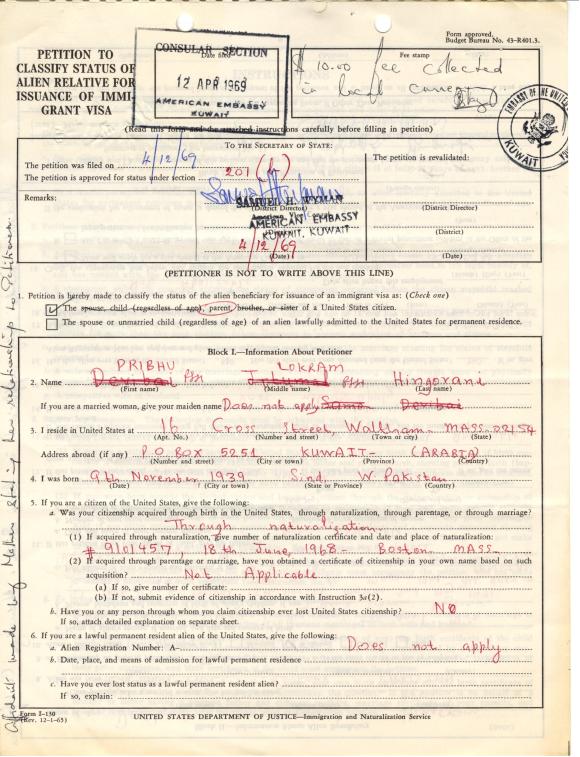 Form approved.
Budget Bureau No. 43-R401.3.
PETITION TO
CLASSIFY STATUS OF
ALIEN RELATIVE FOR
ISSUANCE OF IMMI-
GRANT VISA
CONSULAR SECTION
Date filed
12 APR 1969
AMERICAN EMBASSY
KUWAIT
Fee stamp
$10.00 fee collected
in local
EMBASSY OF THE UNITED
KUWAIT
(Read this form and the attached instructions carefully before filling in petition)
TO THE SECRETARY OF STATE:
The petition was filed on 4/12/69
The petition is approved for status under section 201 (b)
The petition is revalidated:
Remarks:
SAMUEL H. WYMAN
(District Director)
AMERICAN EMBASSY
KUWAIT, KUWAIT
4/12/69
(Date)
(District Director)
(District)
(Date)
(PETITIONER IS NOT TO WRITE ABOVE THIS LINE)
1. Petition is hereby made to classify the status of the alien beneficiary for issuance of an immigrant visa as: (Check one)
The spouse, child (regardless of age), parent, brother, or sister of a United States citizen.
The spouse or unmarried child (regardless of age) of an alien lawfully admitted to the United States for permanent residence.
Block I.—Information About Petitioner
PRIBHU LOKRAM
2. Name Devibai Jethmal Hingorani
(First name) (Middle name) (Last name)
If you are a married woman, give your maiden name Does not apply Devibai
3. I reside in United States at 16 Cross Street, Waltham MASS 02154
(Apt. No.) (Number and street) (Town or city) (State)
Address abroad (if any) P.O. BOX 5251 KUWAIT- (ARABIA)
(Number and street) (City or town) (Province) (Country)
4. I was born 9th November 1939 Sind, W. Pakistan
(Date) (City or town) (State or Province) (Country)
5. If you are a citizen of the United States, give the following:
a. Was your citizenship acquired through birth in the United States, through naturalization, through parentage, or through marriage?
Through naturalization.
(1) If acquired through naturalization, give number of naturalization certificate and date and place of naturalization:
# 9101457, 18th June, 1968 - Boston MASS
(2) If acquired through parentage or marriage, have you obtained a certificate of citizenship in your own name based on such
acquisition? Not Applicable
(a) If so, give number of certificate:
(b) If not, submit evidence of citizenship in accordance with Instruction 3a(2).
b. Have you or any person through whom you claim citizenship ever lost United States citizenship? NO
If so, attach detailed explanation on separate sheet.
6. If you are a lawful permanent resident alien of the United States, give the following:
a. Alien Registration Number: A– Does not apply
b. Date, place, and means of admission for lawful permanent residence
c. Have you ever lost status as a lawful permanent resident alien?
If so, explain:
Form I-130
(Rev. 12-1-65)
UNITED STATES DEPARTMENT OF JUSTICE—Immigration and Naturalization Service
Affidavit made by Mother stating her relationship to Petitioner.